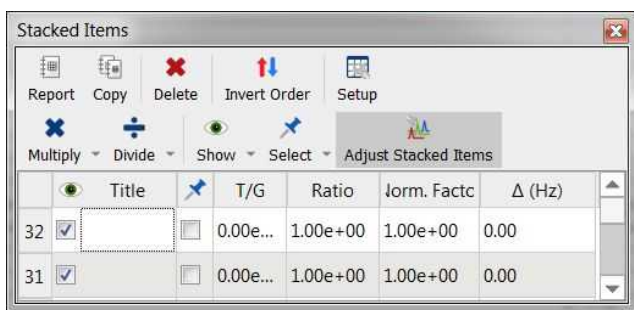 Stacked Items
Report Copy Delete Invert Order Setup
Multiply Divide Show Select Adjust Stacked Items
Title T/G Ratio Norm. Facto Δ (Hz)
32 0.00e... 1.00e+00 1.00e+00 0.00
31 0.00e... 1.00e+00 1.00e+00 0.00